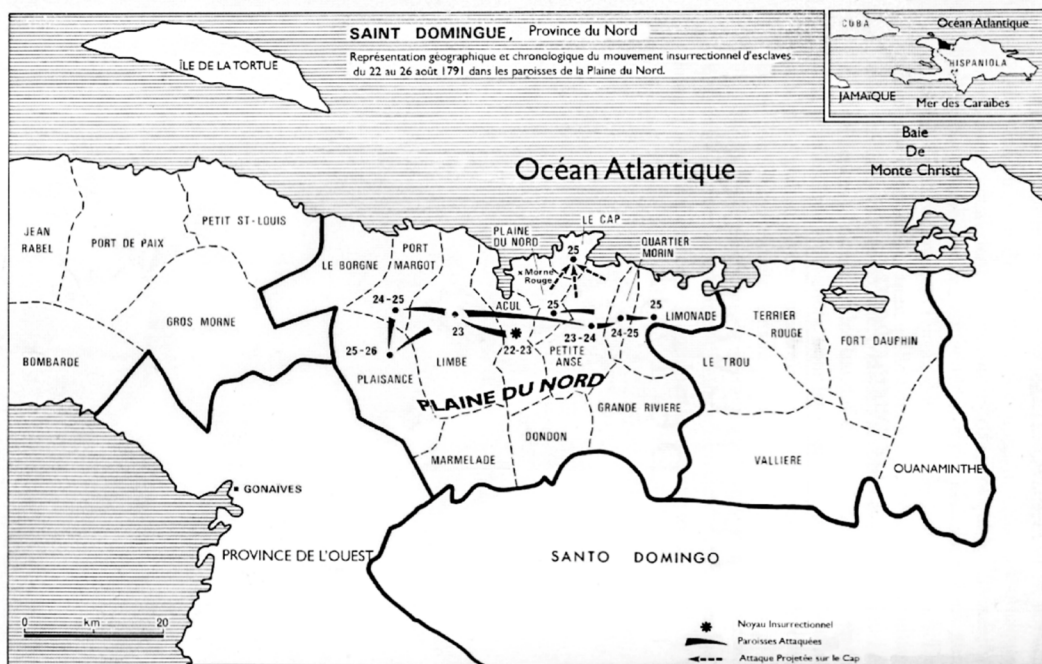 SAINT DOMINGUE, Province du Nord
Représentation géographique et chronologique du mouvement insurrectionnel d'esclaves
du 22 au 26 août 1791 dans les paroisses de la Plaine du Nord.
CUBA
Océan Atlantique
HISPANIOLA
JAMAÏQUE
Mer des Caraïbes
ÎLE DE LA TORTUE
Baie
De
Monte Christi
Océan Atlantique
JEAN
RABEL
PORT DE PAIX
PETIT ST-LOUIS
GROS MORNE
BOMBARDE
LE BORGNE
PORT
MARGOT
PLAINE
DU NORD
LE CAP
QUARTIER
MORIN
25
x Morne
Rouge
ACUL
24-25
23
25
25
LIMONADE
25-26
22-23
23-24
24-25
PLAISANCE
LIMBE
PETITE
ANSE
PLAINE DU NORD
TERRIER
ROUGE
FORT DAUPHIN
LE TROU
GRANDE RIVIERE
DONDON
MARMELADE
VALLIERE
OUANAMINTHE
GONAÏVES
PROVINCE DE L'OUEST
SANTO DOMINGO
0 km 20
Noyau Insurrectionnel
Paroisses Attaquées
Attaque Projetée sur le Cap